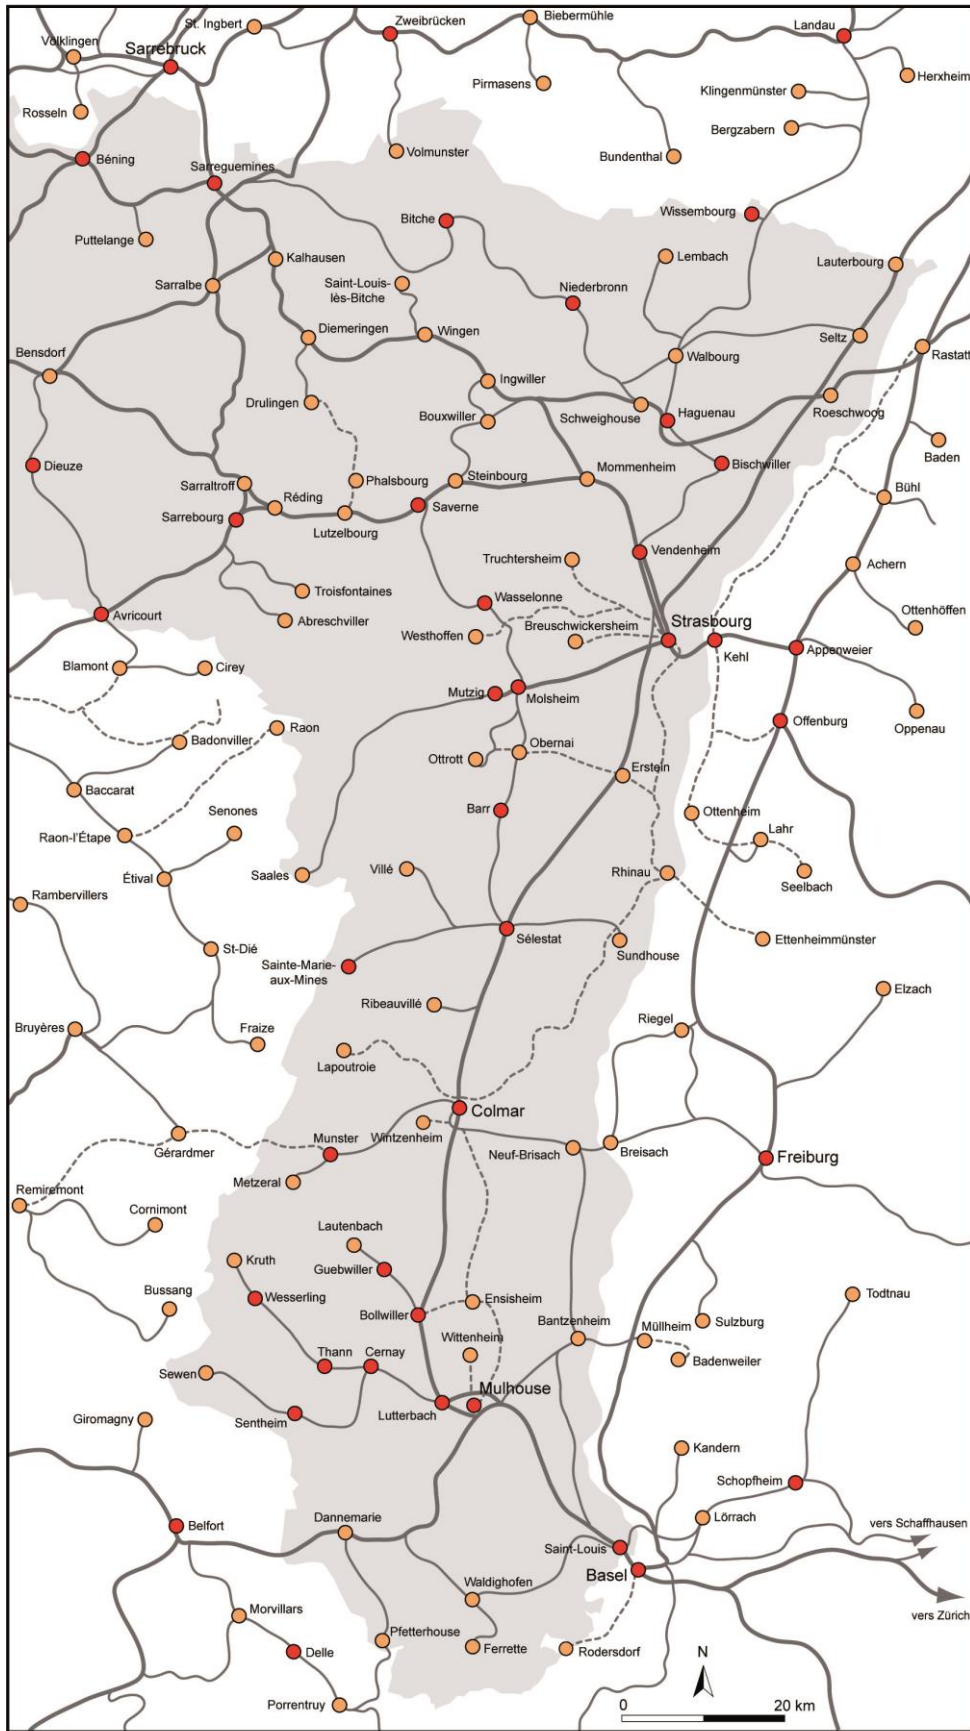 St. Ingbert
Zweibrücken
Biebermühle
Landau
Völklingen
Sarrebruck
Herxheim
Pirmasens
Klingenmünster
Rosseln
Bergzabern
Béning
Volmunster
Bundenthal
Sarreguemines
Bitche
Wissembourg
Puttelange
Kalhausen
Lembach
Lauterbourg
Sarralbe
Saint-Louis-
lès-Bitche
Niederbronn
Diemeringen
Wingen
Seltz
Bensdorf
Walbourg
Rastatt
Ingwiller
Drulingen
Bouxwiller
Schweighouse
Haguenau
Roeschwoog
Baden
Dieuze
Sarraltroff
Phalsbourg
Steinbourg
Mommenheim
Bischwiller
Bühl
Réding
Saverne
Sarrebourg
Lutzelbourg
Truchtersheim
Vendenheim
Achern
Troisfontaines
Wasselonne
Avricourt
Abreschviller
Westhoffen
Breuschwickersheim
Strasbourg
Ottenhöffen
Kehl
Appenweier
Blamont
Cirey
Mutzig
Molsheim
Raon
Offenburg
Oppenau
Badonviller
Ottrott
Obernai
Erstein
Baccarat
Senones
Barr
Ottenheim
Raon-l'Étape
Lahr
Étival
Saales
Villé
Rhinau
Seelbach
Rambervillers
St-Dié
Sélestat
Sundhouse
Ettenheimmünster
Sainte-Marie-
aux-Mines
Elzach
Ribeauvillé
Bruyères
Fraize
Riegel
Lapoutroie
Colmar
Wintzenheim
Gérardmer
Munster
Neuf-Brisach
Breisach
Freiburg
Metzeral
Remiremont
Cornimont
Lautenbach
Kruth
Guebwiller
Bussang
Wesserling
Bollwiller
Ensisheim
Todtnau
Bantzenheim
Müllheim
Sulzburg
Wittenheim
Thann
Cernay
Badenweiler
Sewen
Mulhouse
Giromagny
Sentheim
Lutterbach
Kandern
Schopfheim
Belfort
Dannemarie
Lörrach
vers Schaffhausen
Saint-Louis
Basel
Waldighofen
vers Zürich
Morvillars
Pfetterhouse
Ferrette
Rodersdorf
Delle
N
Porrentruy
0 20 km